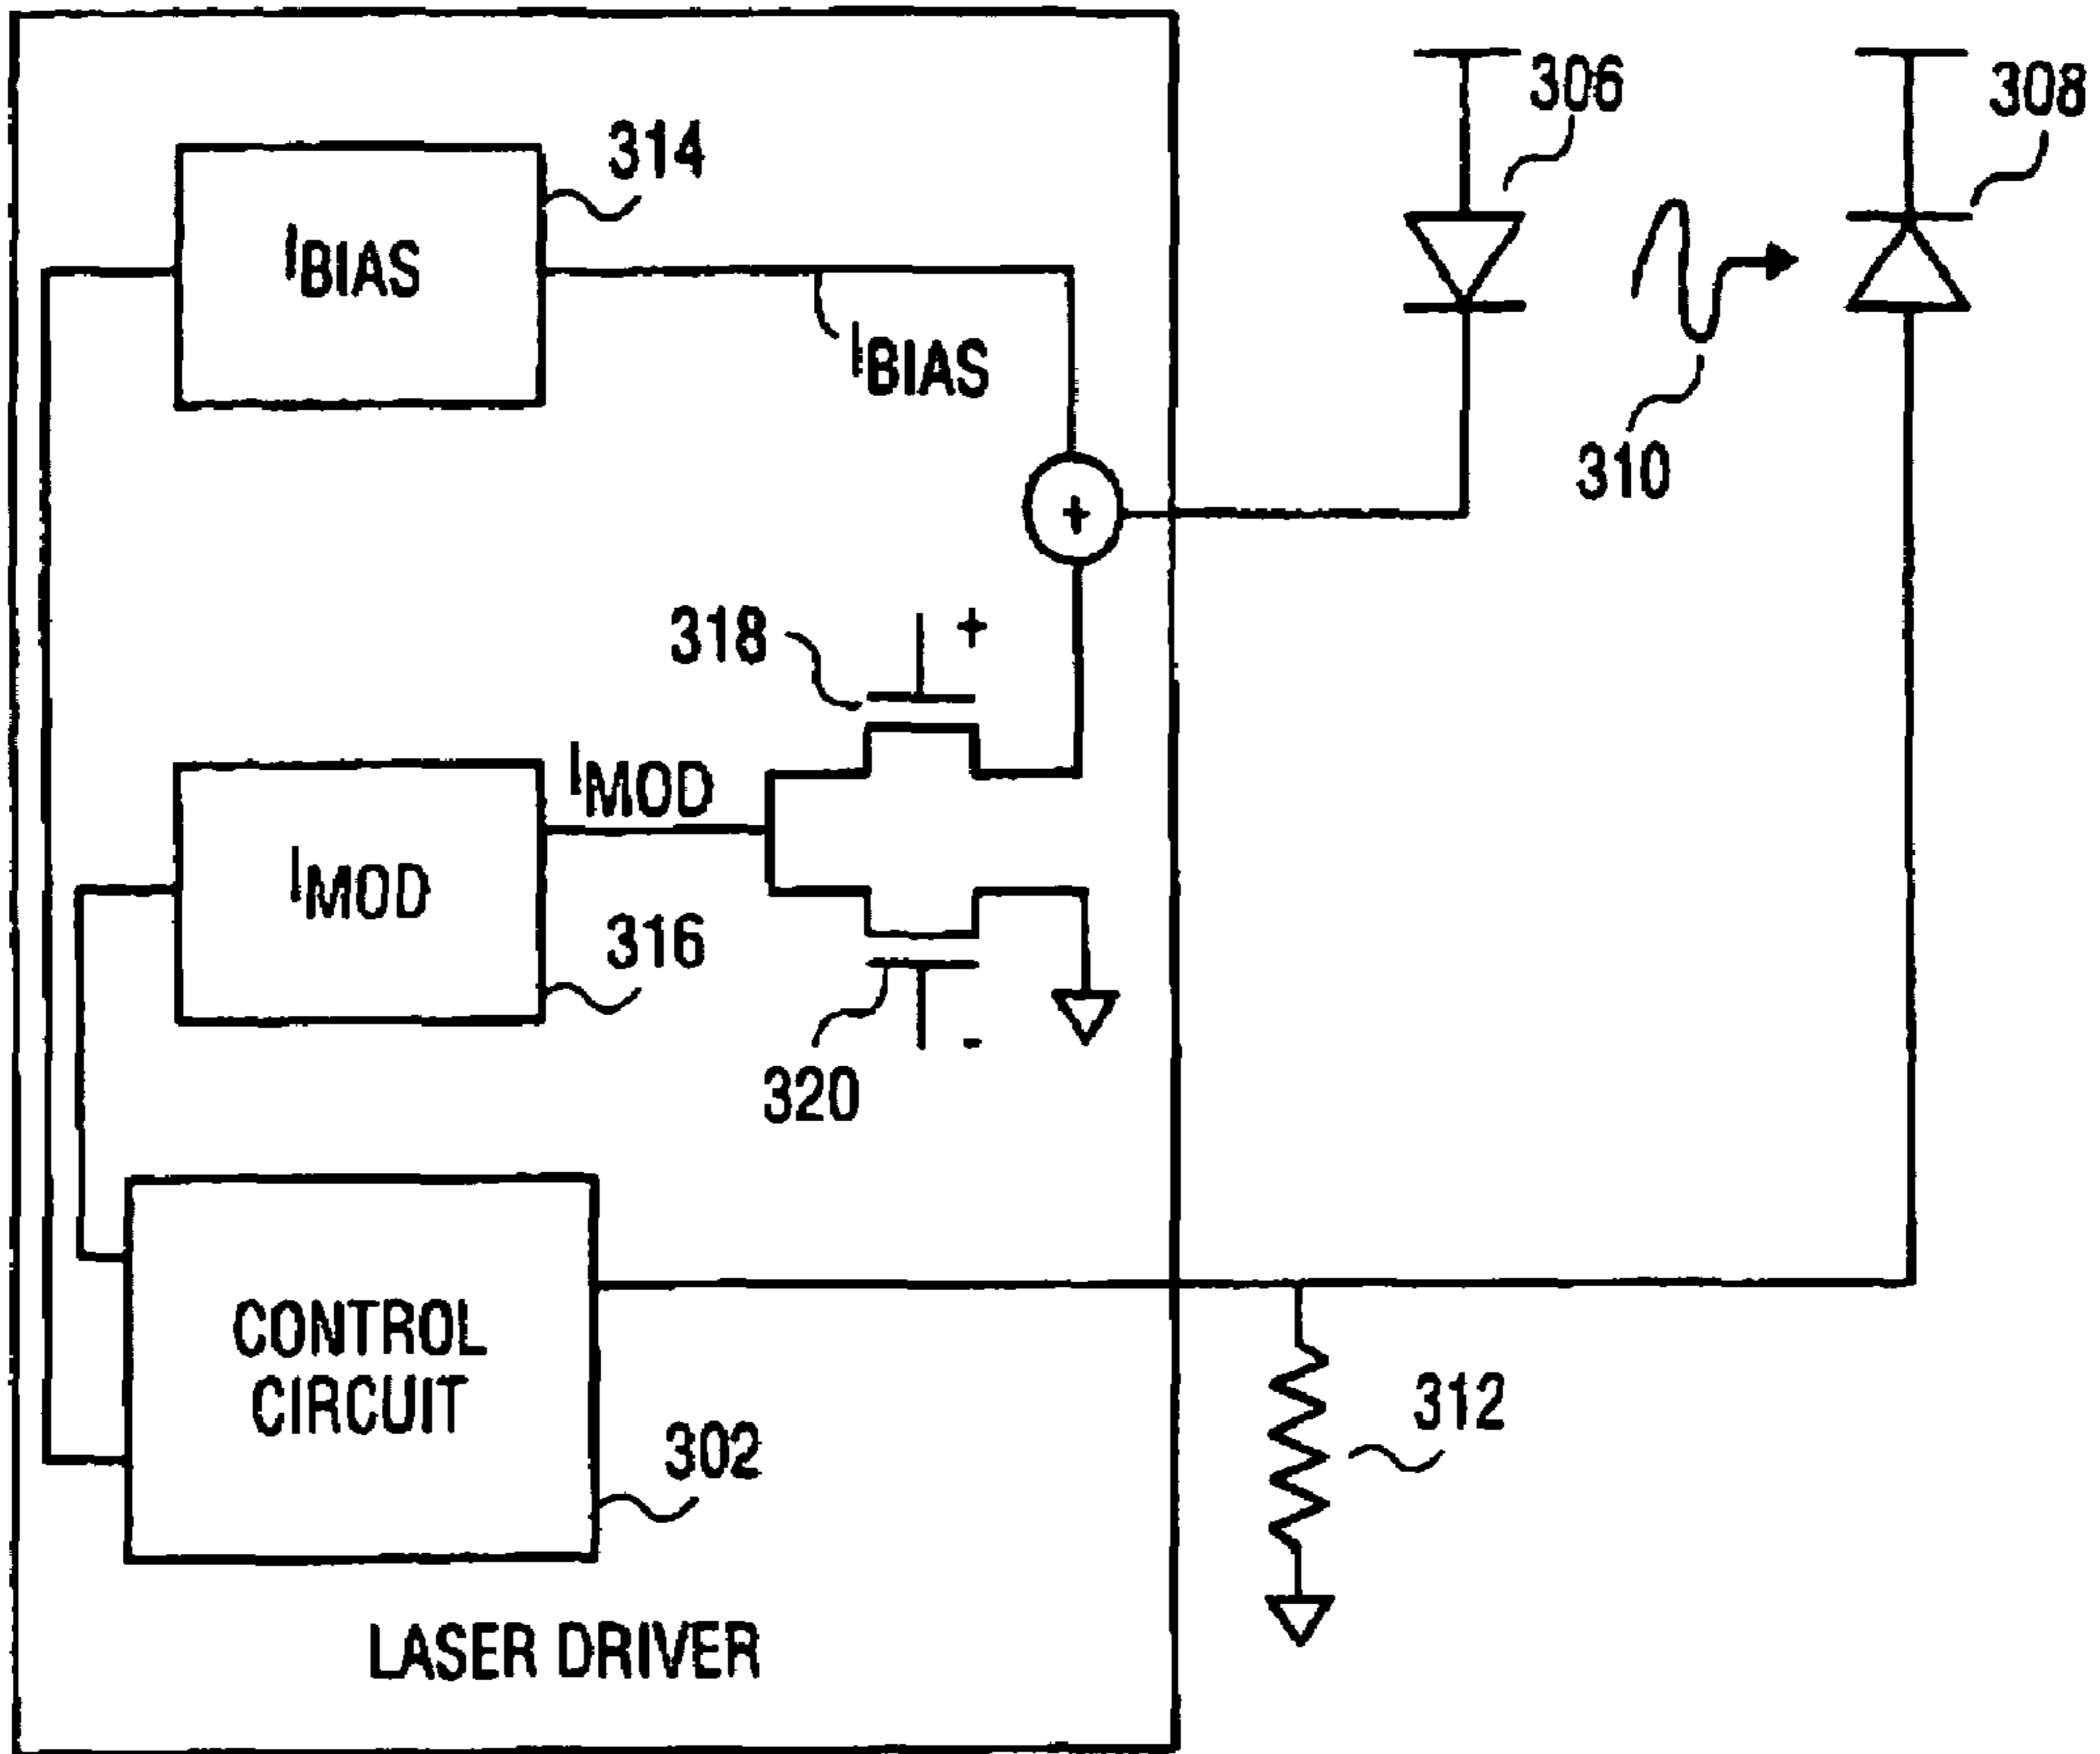 306
308
314
IBIAS
IBIAS
310
318
+
+
IMOD
IMOD
316
-
320
CONTROL
CIRCUIT
312
302
LASER DRIVER